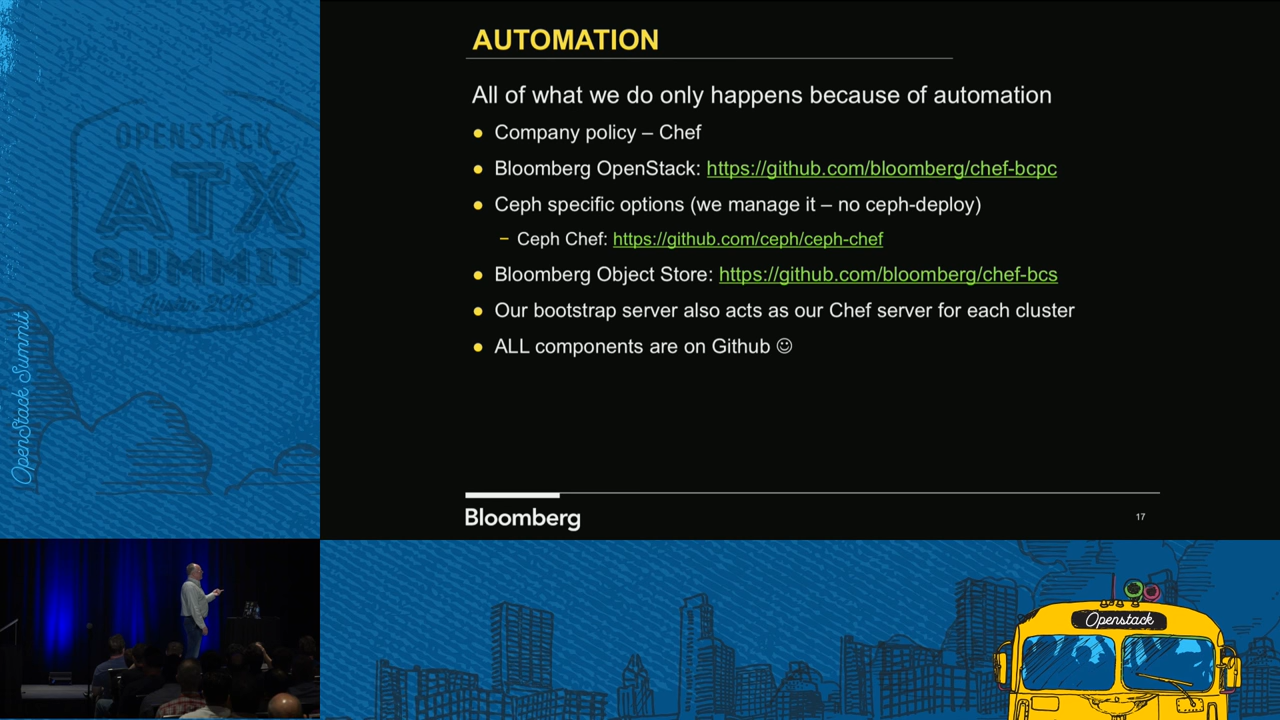 AUTOMATION
All of what we do only happens because of automation
● Company policy – Chef
● Bloomberg OpenStack: https://github.com/bloomberg/chef-bcpc
● Ceph specific options (we manage it – no ceph-deploy)
– Ceph Chef: https://github.com/ceph/ceph-chef
● Bloomberg Object Store: https://github.com/bloomberg/chef-bcs
● Our bootstrap server also acts as our Chef server for each cluster
● ALL components are on Github ☺
Bloomberg
17
OPENSTACK
ATX
SUMMIT
Austin 2016
OpenStack Summit
Openstack